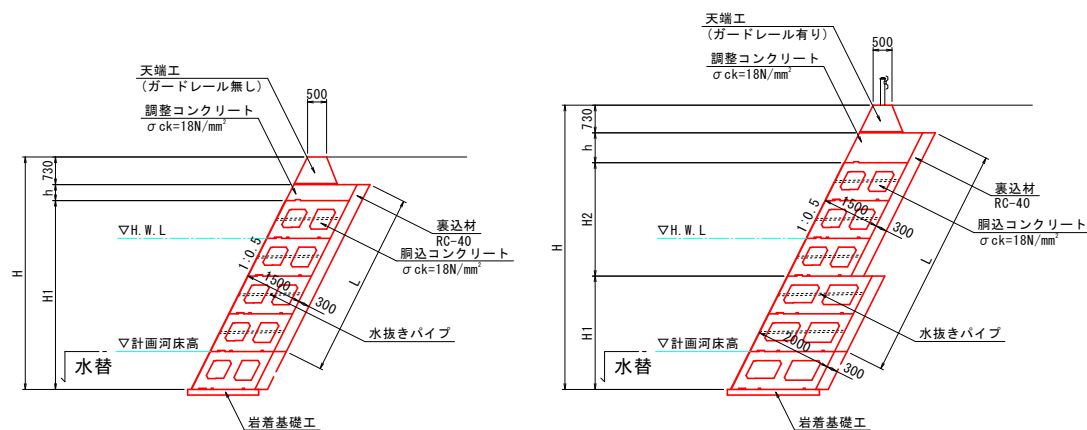 天端工
(ガードレール無し)
調整コンクリート
σck=18N/mm²
500
730
h
H
H1
▽H.W.L
1:0.5
1500
300
L
裏込材
RC-40
胴込コンクリート
σck=18N/mm²
水抜きパイプ
▽計画河床高
水替
岩着基礎工
天端工
(ガードレール有り)
調整コンクリート
σck=18N/mm²
500
730
h
H
H2
H1
▽H.W.L
1:0.5
1500
300
L
裏込材
RC-40
胴込コンクリート
σck=18N/mm²
水抜きパイプ
▽計画河床高
2000
300
水替
岩着基礎工